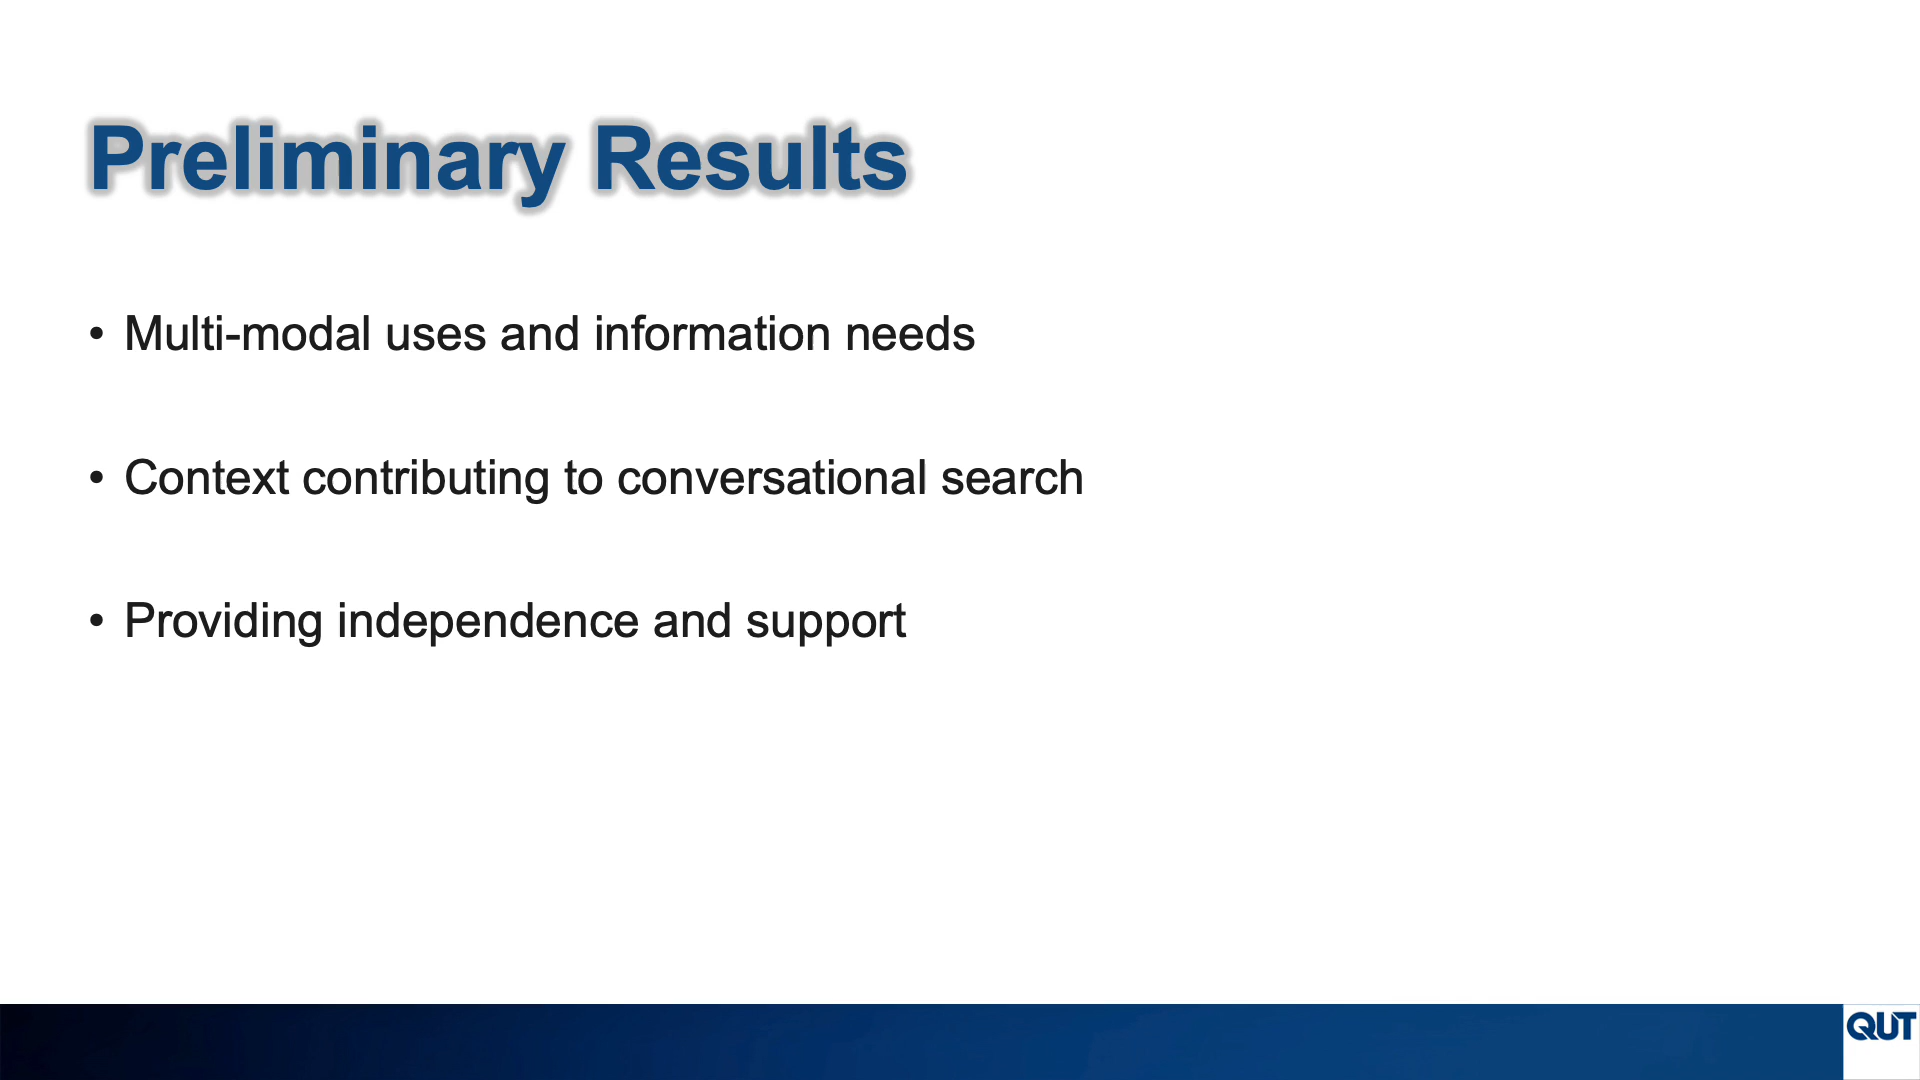 Preliminary Results
• Multi-modal uses and information needs
• Context contributing to conversational search
• Providing independence and support
QUT